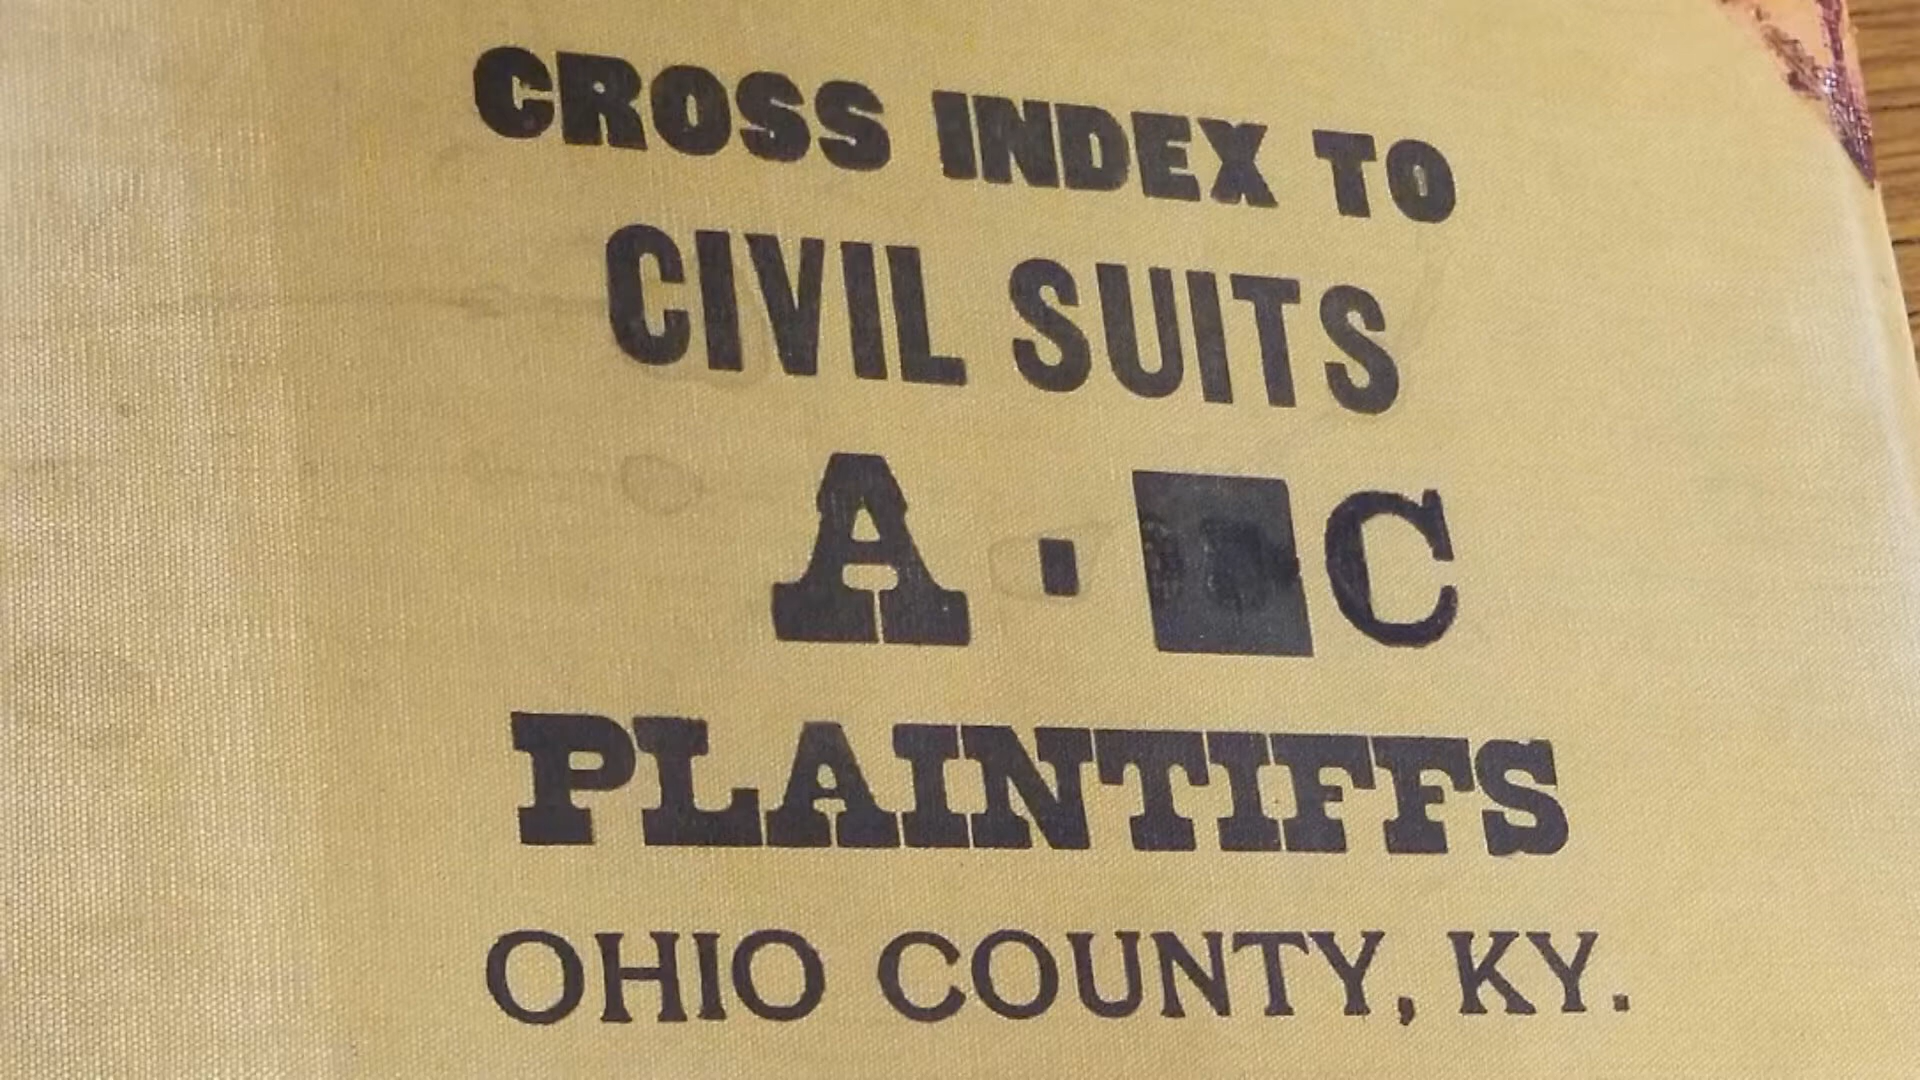 CROSS INDEX TO
CIVIL SUITS
A - C
PLAINTIFFS
OHIO COUNTY, KY.